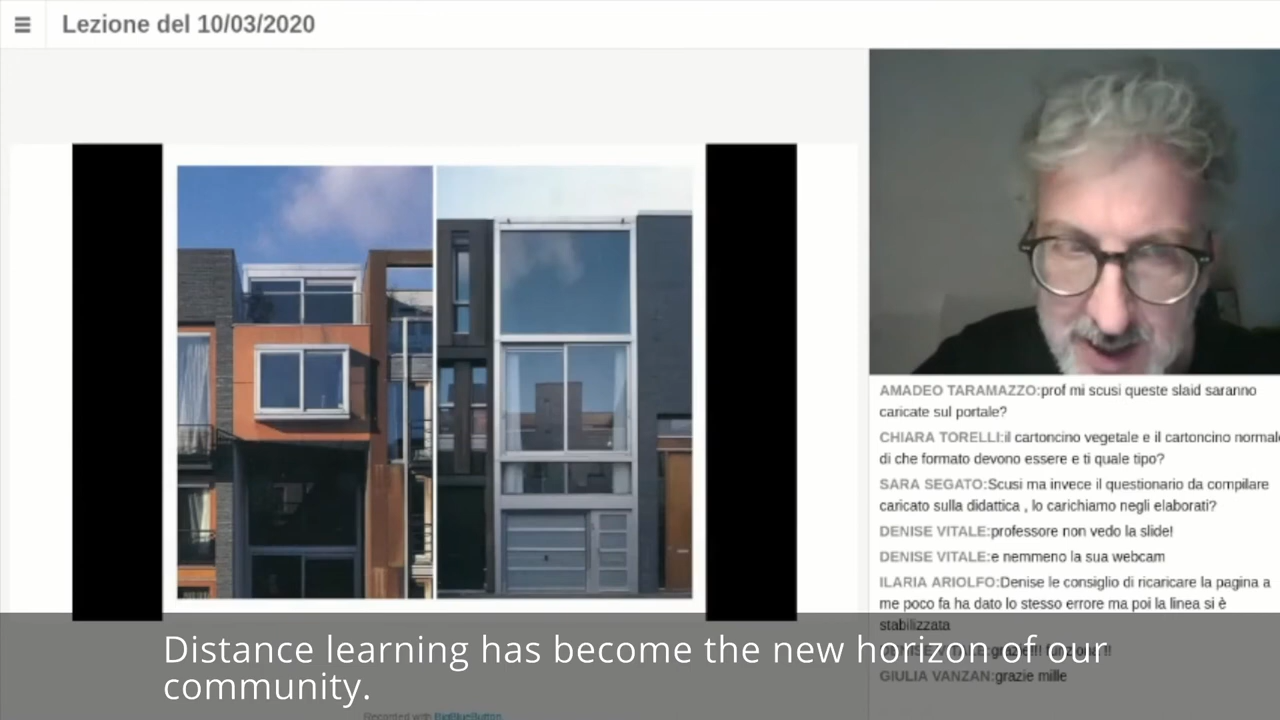 Lezione del 10/03/2020
AMADEO TARAMAZZO:prof mi scusi queste slaid saranno
caricate sul portale?
CHIARA TORELLI:il cartoncino vegetale e il cartoncino normale
di che formato devono essere e ti quale tipo?
SARA SEGATO:Scusi ma invece il questionario da compilare
caricato sulla didattica , lo carichiamo negli elaborati?
DENISE VITALE:professore non vedo la slide!
DENISE VITALE:e nemmeno la sua webcam
ILARIA ARIOLFO:Denise le consiglio di ricaricare la pagina a
me poco fa ha dato lo stesso errore ma poi la linea si è
stabilizzata
GIULIA VANZAN:grazie mille
Distance learning has become the new horizon of our
community.
Recorded with BigBlueButton